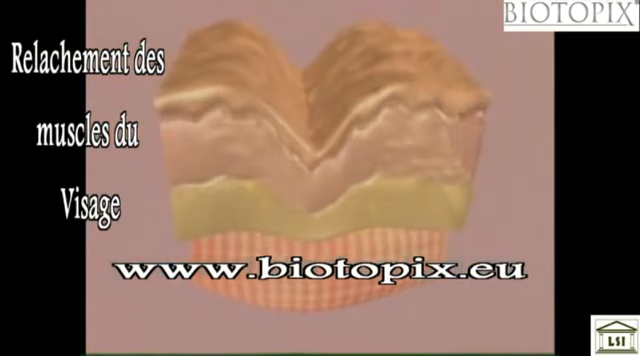 BIOTOPIX
Relachement des
muscles du
Visage
www.biotopix.eu
LSI